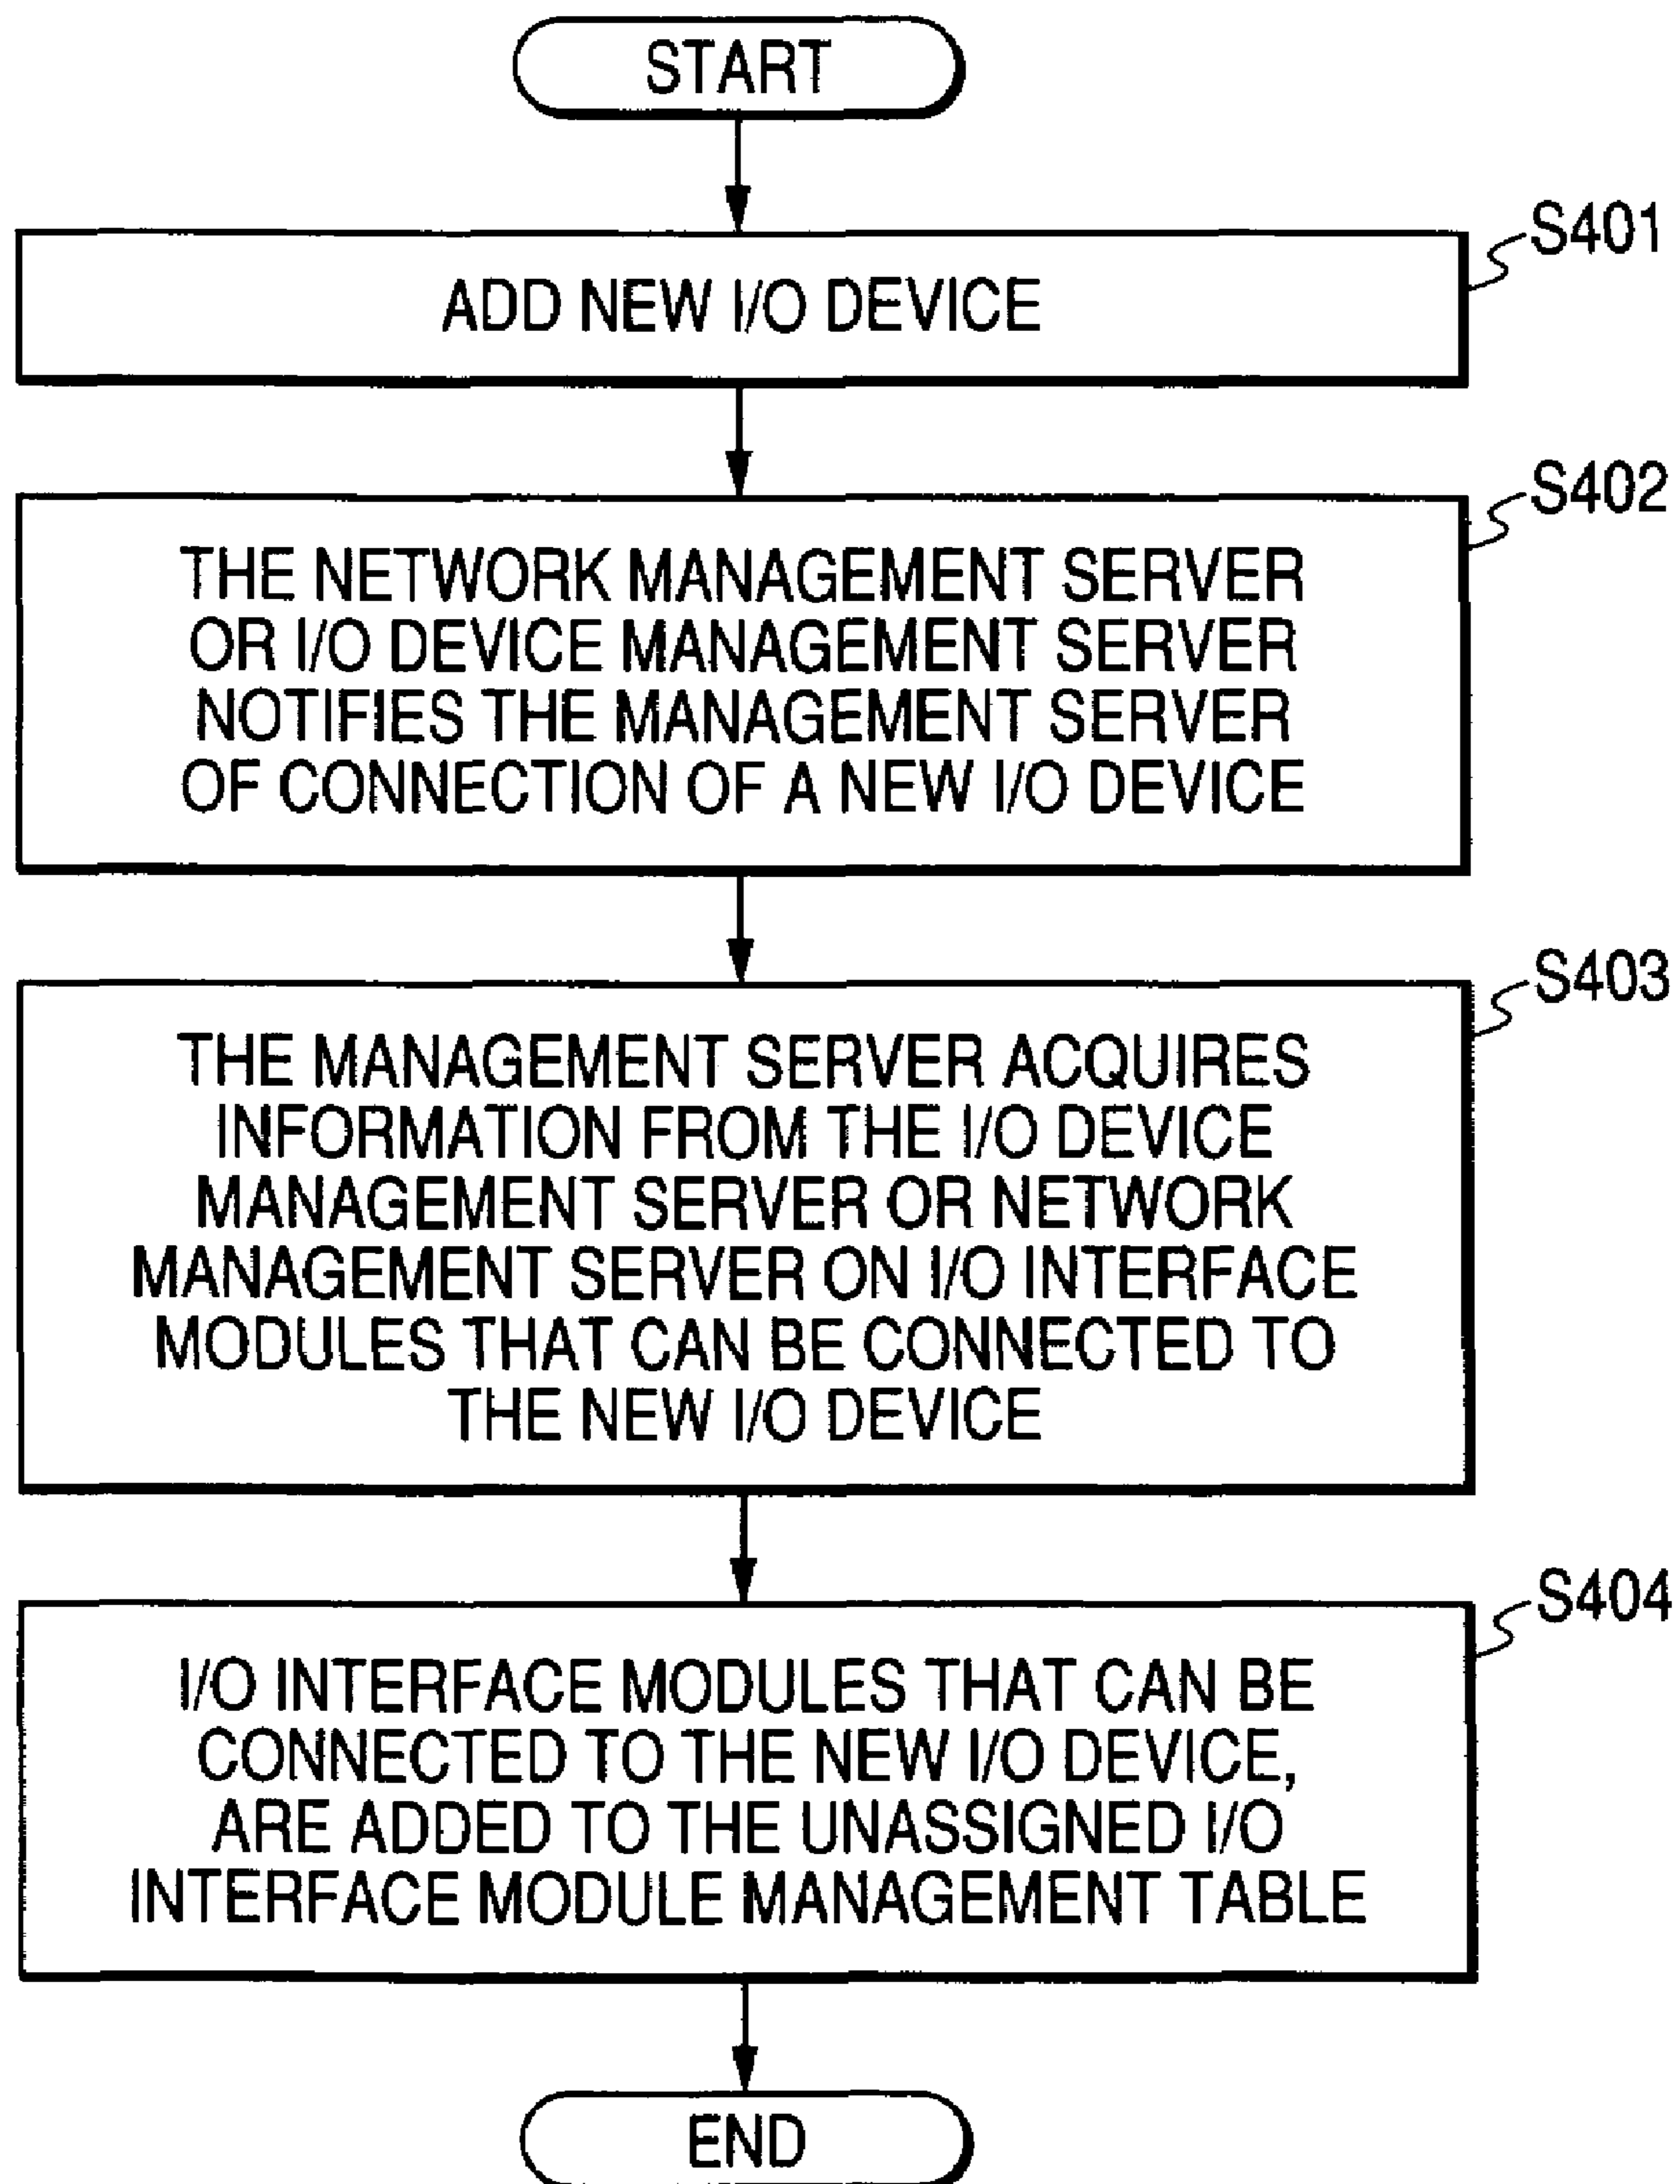 START
S401
ADD NEW I/O DEVICE
S402
THE NETWORK MANAGEMENT SERVER
OR I/O DEVICE MANAGEMENT SERVER
NOTIFIES THE MANAGEMENT SERVER
OF CONNECTION OF A NEW I/O DEVICE
S403
THE MANAGEMENT SERVER ACQUIRES
INFORMATION FROM THE I/O DEVICE
MANAGEMENT SERVER OR NETWORK
MANAGEMENT SERVER ON I/O INTERFACE
MODULES THAT CAN BE CONNECTED TO
THE NEW I/O DEVICE
S404
I/O INTERFACE MODULES THAT CAN BE
CONNECTED TO THE NEW I/O DEVICE,
ARE ADDED TO THE UNASSIGNED I/O
INTERFACE MODULE MANAGEMENT TABLE
END